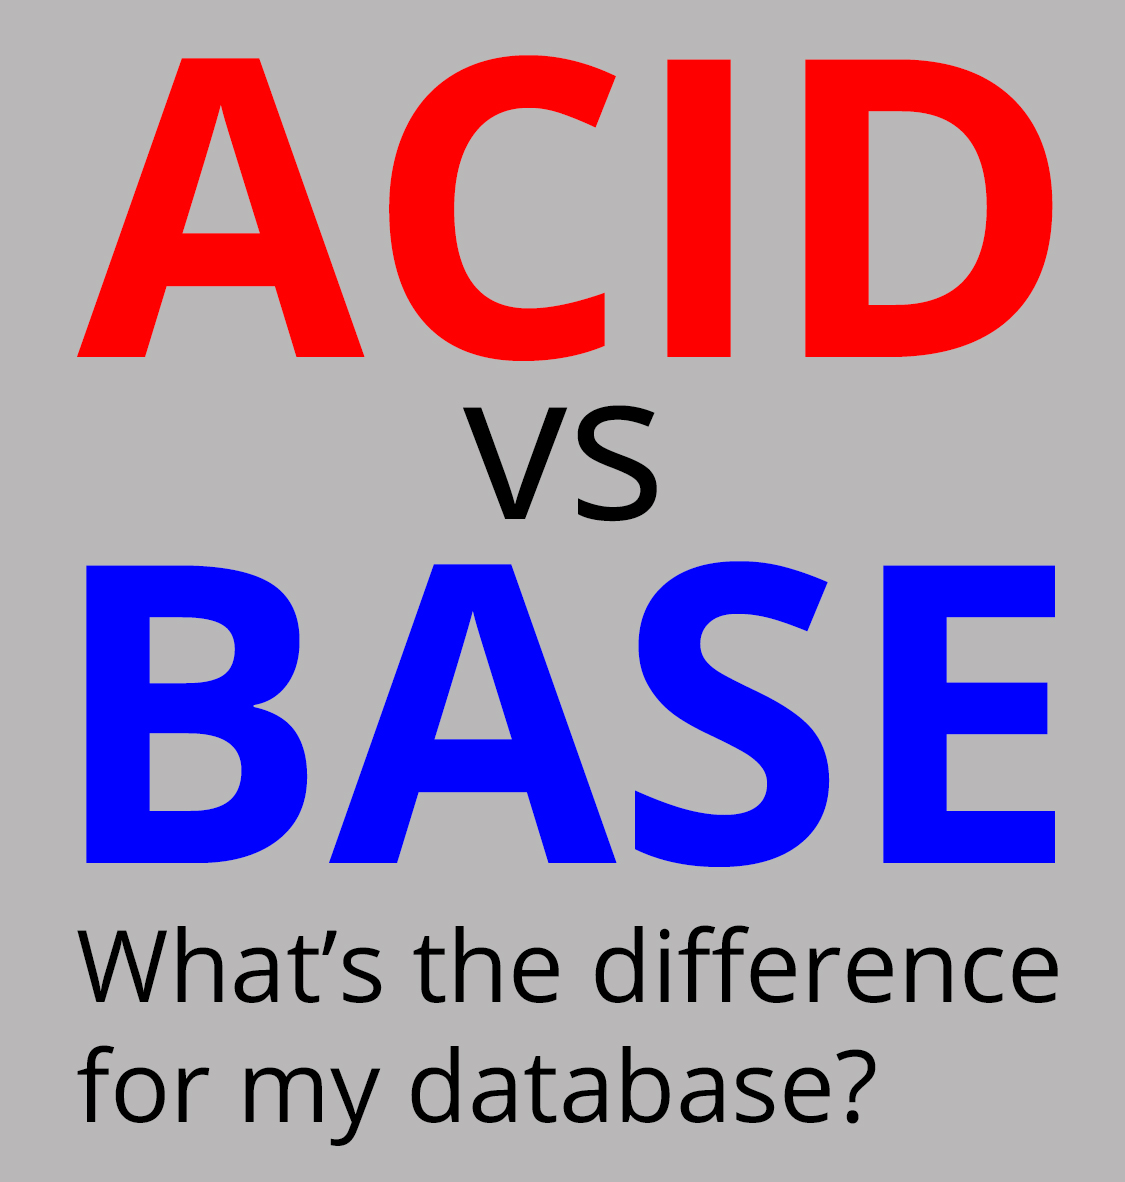 ACID
vs
BASE
What’s the difference
for my database?